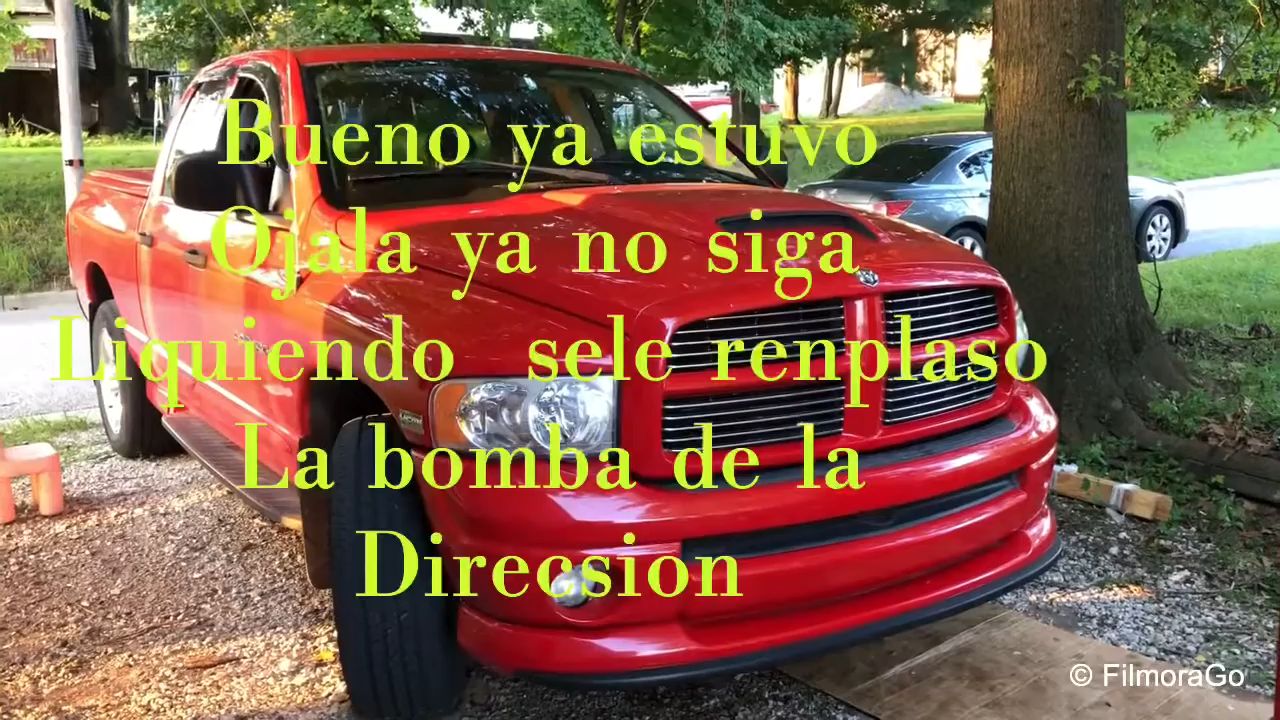 Bueno ya estuvo
Ojala ya no siga
Liquiendo sele renplaso
La bomba de la
Direcsion
© FilmoraGo